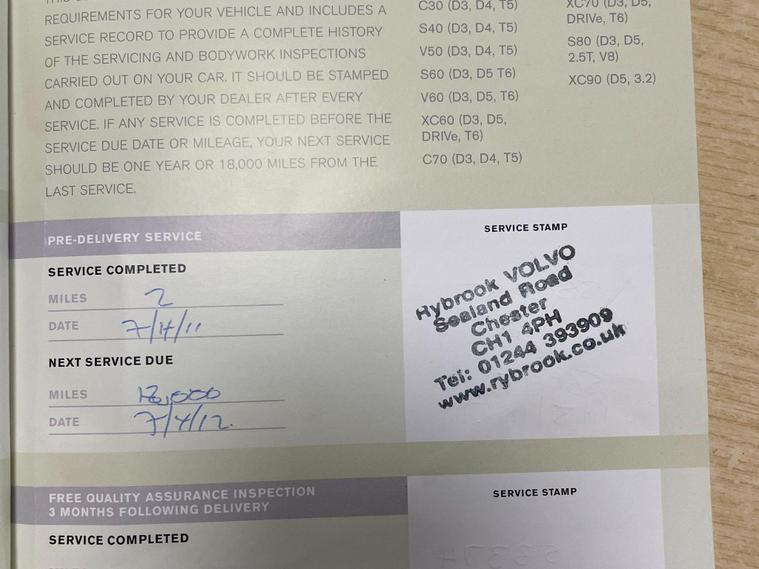 REQUIREMENTS FOR YOUR VEHICLE AND INCLUDES A
SERVICE RECORD TO PROVIDE A COMPLETE HISTORY
OF THE SERVICING AND BODYWORK INSPECTIONS
CARRIED OUT ON YOUR CAR. IT SHOULD BE STAMPED
AND COMPLETED BY YOUR DEALER AFTER EVERY
SERVICE. IF ANY SERVICE IS COMPLETED BEFORE THE
SERVICE DUE DATE OR MILEAGE, YOUR NEXT SERVICE
SHOULD BE ONE YEAR OR 18,000 MILES FROM THE
LAST SERVICE.
C30 (D3, D4, T5)
S40 (D3, D4, T5)
V50 (D3, D4, T5)
S60 (D3, D5 T6)
V60 (D3, D5, T6)
XC60 (D3, D5,
DRIVe, T6)
C70 (D3, D4, T5)
XC70 (D3, D5,
DRIVe, T6)
S80 (D3, D5,
2.5T, V8)
XC90 (D5, 3.2)
PRE-DELIVERY SERVICE
SERVICE COMPLETED
MILES 2
DATE 7/4/11
NEXT SERVICE DUE
MILES
DATE 7/4/12.
SERVICE STAMP
Rybrook VOLVO
Sealand Road
Chester
CH1 4PH
Tel: 01244 393909
www.rybrook.co.uk
FREE QUALITY ASSURANCE INSPECTION
3 MONTHS FOLLOWING DELIVERY
SERVICE COMPLETED
SERVICE STAMP